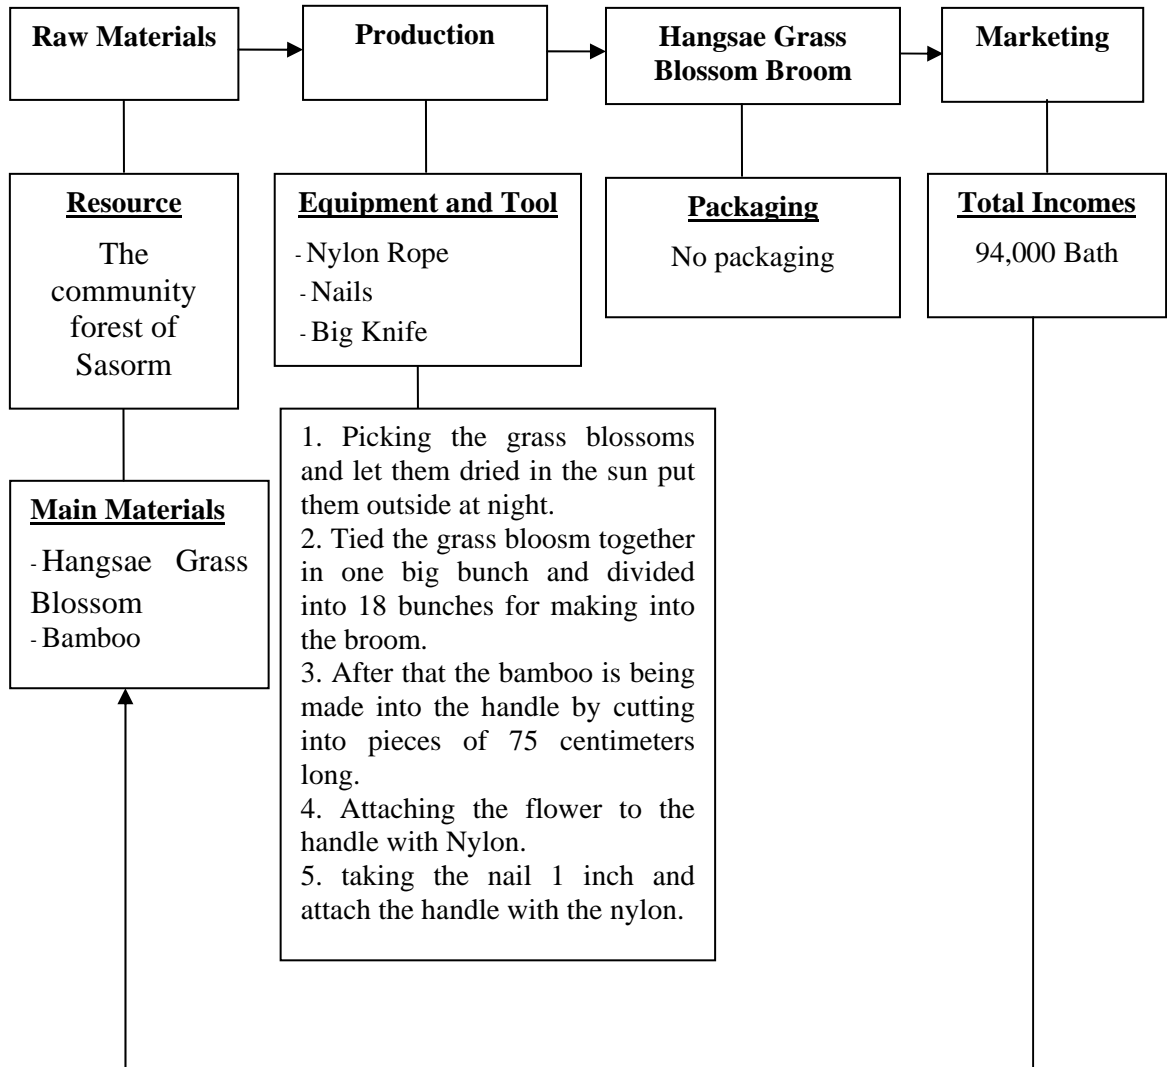 Raw Materials
Production
Hangsae Grass
Blossom Broom
Marketing
Resource
The
community
forest of
Sasorm
Equipment and Tool
- Nylon Rope
- Nails
- Big Knife
Packaging
No packaging
Total Incomes
94,000 Bath
Main Materials
- Hangsae Grass
Blossom
- Bamboo
1. Picking the grass blossoms
and let them dried in the sun put
them outside at night.
2. Tied the grass bloosm together
in one big bunch and divided
into 18 bunches for making into
the broom.
3. After that the bamboo is being
made into the handle by cutting
into pieces of 75 centimeters
long.
4. Attaching the flower to the
handle with Nylon.
5. taking the nail 1 inch and
attach the handle with the nylon.